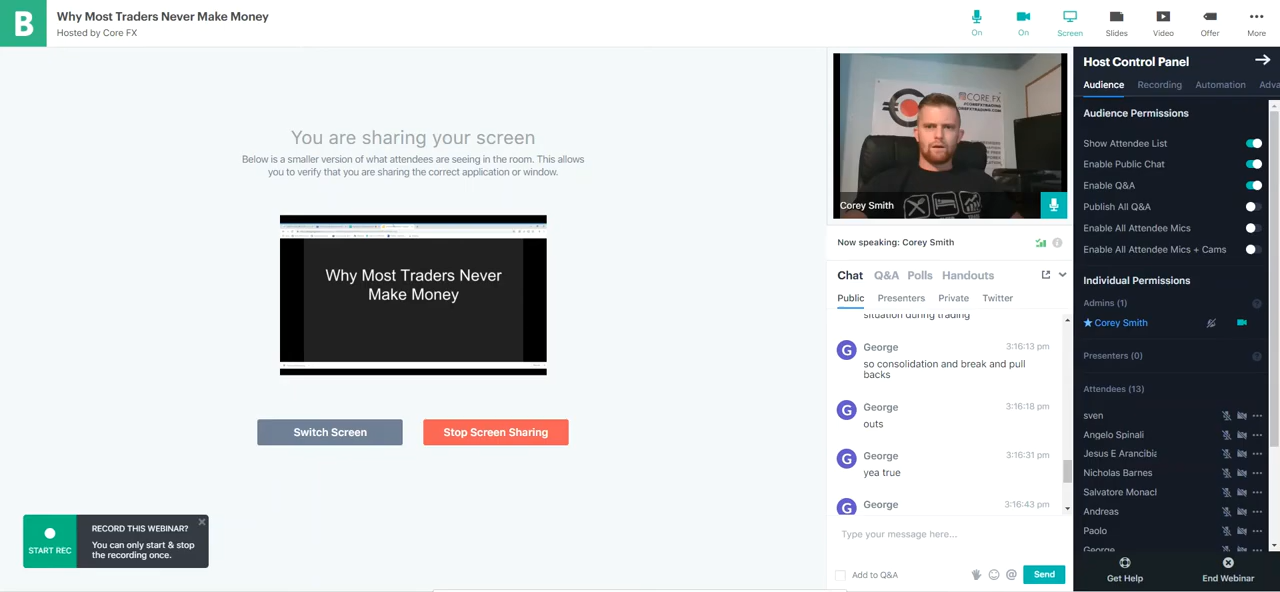 B
Why Most Traders Never Make Money
Hosted by Core FX
On
On
Screen
Slides
Video
Offer
More
You are sharing your screen
Below is a smaller version of what attendees are seeing in the room. This allows
you to verify that you are sharing the correct application or window.
Why Most Traders Never
Make Money
Switch Screen
Stop Screen Sharing
START REC
RECORD THIS WEBINAR?
You can only start & stop
the recording once.
CORE.FX
Corey Smith
Now speaking: Corey Smith
Chat
Q&A
Polls
Handouts
Public
Presenters
Private
Twitter
situation during trading
George
3:16:13 pm
so consolidation and break and pull
backs
George
3:16:18 pm
outs
George
3:16:31 pm
yea true
George
3:16:43 pm
G
G
G
G
Type your message here...
Add to Q&A
@
Send
Host Control Panel
Audience
Recording
Automation
Adva
Audience Permissions
Show Attendee List
Enable Public Chat
Enable Q&A
Publish All Q&A
Enable All Attendee Mics
Enable All Attendee Mics + Cams
Individual Permissions
Admins (1)
Corey Smith
Presenters (0)
Attendees (13)
sven
Angelo Spinali
Jesus E Arancibia
Nicholas Barnes
Salvatore Monacl
Andreas
Paolo
George
Get Help
End Webinar